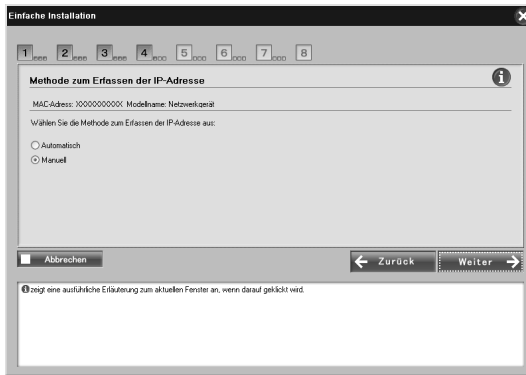 Einfache Installation
1 2 3 4 5 6 7 8
Methode zum Erfassen der IP-Adresse
MAC-Adress: XXXXXXXXXX Modellname: Netzwerkgerät
Wählen Sie die Methode zum Erfassen der IP-Adresse aus:
Automatisch
Manuell
Abbrechen
Zurück
Weiter
zeigt eine ausführliche Erläuterung zum aktuellen Fenster an, wenn darauf geklickt wird.